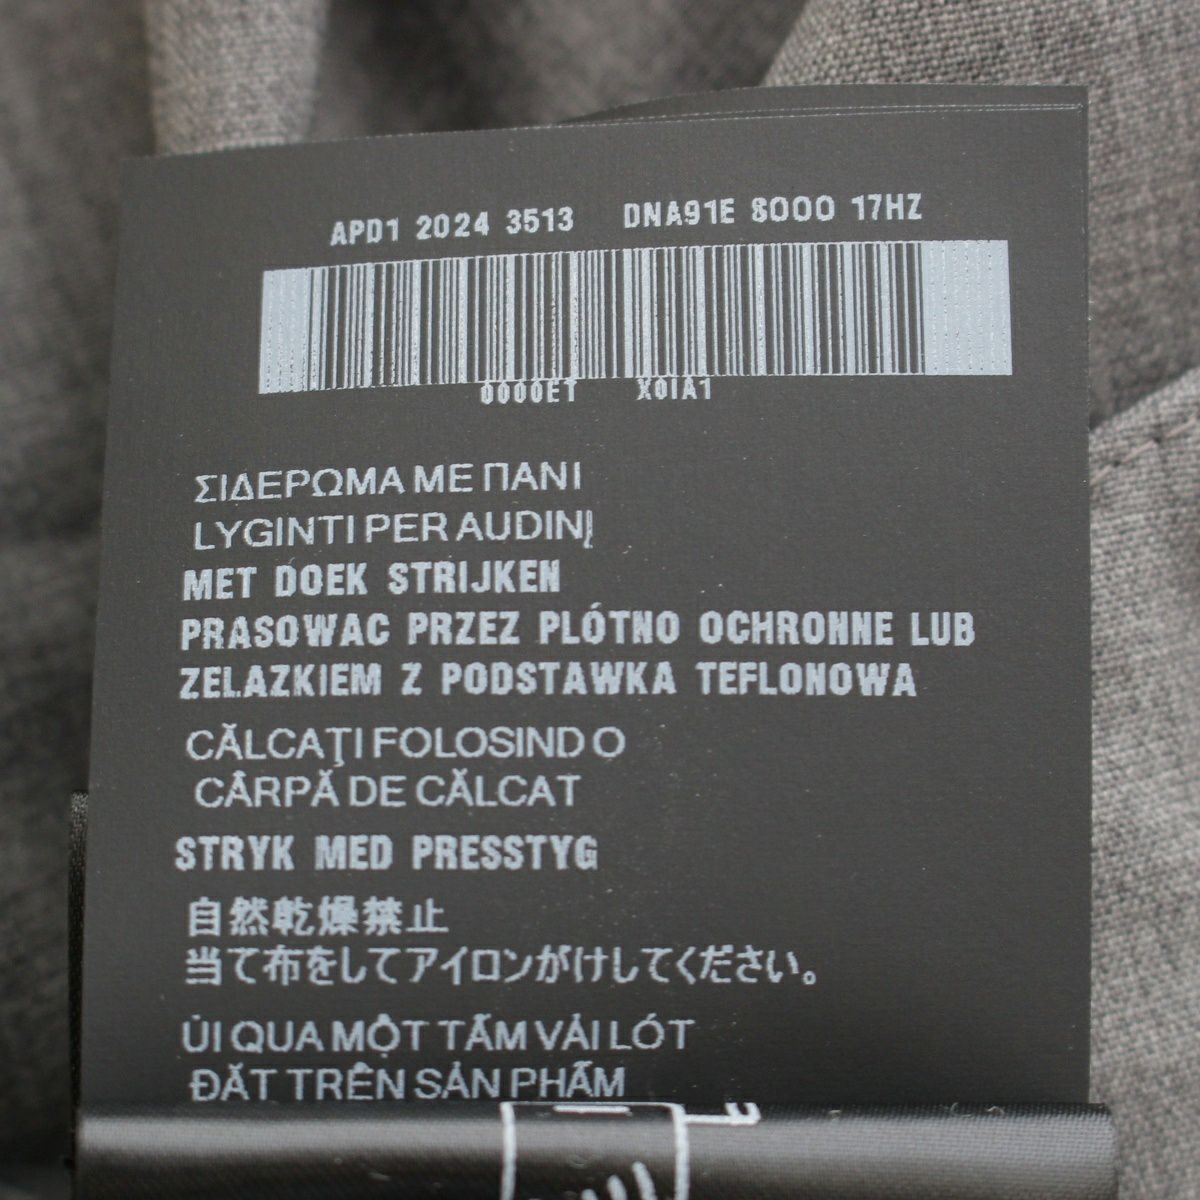 APD1 2024 3513 DNA91E 8000 17HZ
0000E1 X0IA1
ΣΙΔΕΡΩΜΑ ΜΕ ΠΑΝΙ
LYGINTI PER AUDINĮ
MET DOEK STRIJKEN
PRASOWAC PRZEZ PLÓTNO OCHRONNE LUB
ZELAZKIEM Z PODSTAWKA TEFLONOWA
CĂLCAŢI FOLOSIND O
CÂRPĂ DE CĂLCAT
STRYK MED PRESSTYG
自然乾燥禁止
当て布をしてアイロンがけしてください。
ỦI QUA MỘT TẤM VẢI LÓT
ĐẶT TRÊN SẢN PHẨM